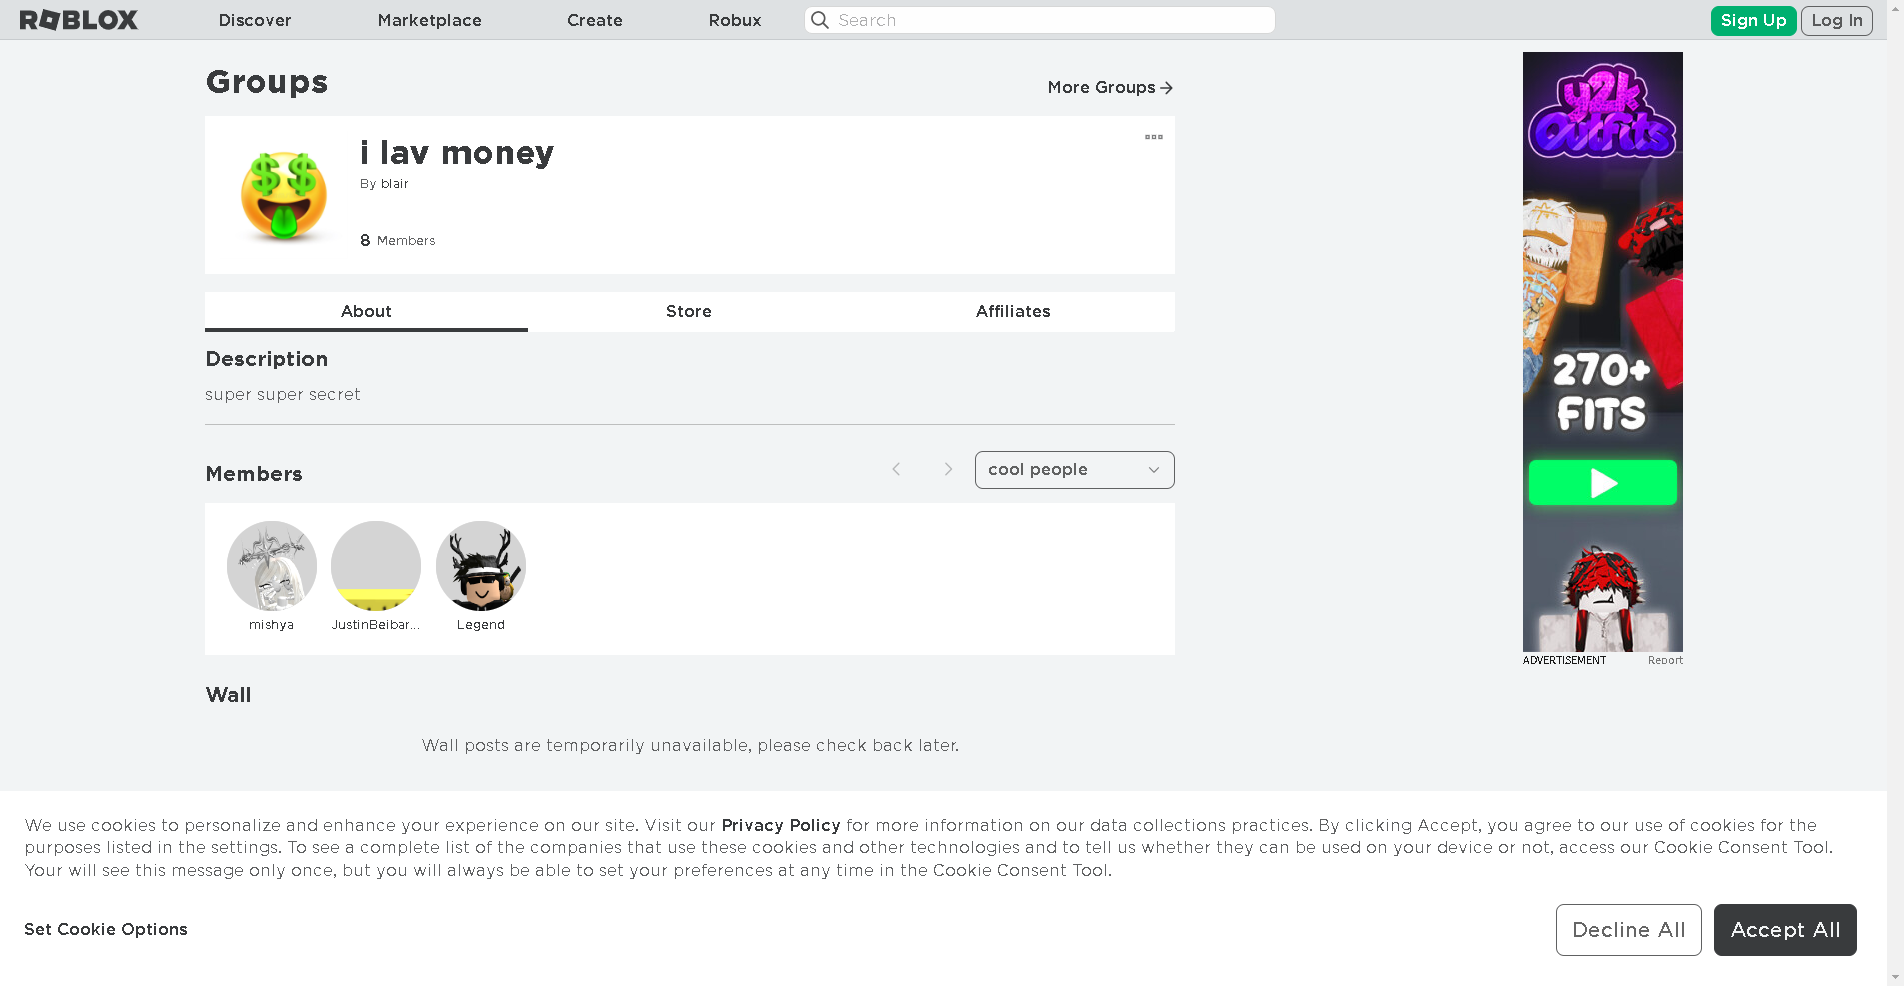 ROBLOX
Discover
Marketplace
Create
Robux
Search
Sign Up
Log In
Groups
More Groups
i lav money
By blair
8 Members
About
Store
Affiliates
Description
super super secret
Members
cool people
mishya
JustinBeibar...
Legend
Wall
Wall posts are temporarily unavailable, please check back later.
y2k
Outfits
270+
FITS
ADVERTISEMENT
Report
We use cookies to personalize and enhance your experience on our site. Visit our Privacy Policy for more information on our data collections practices. By clicking Accept, you agree to our use of cookies for the
purposes listed in the settings. To see a complete list of the companies that use these cookies and other technologies and to tell us whether they can be used on your device or not, access our Cookie Consent Tool.
Your will see this message only once, but you will always be able to set your preferences at any time in the Cookie Consent Tool.
Set Cookie Options
Decline All
Accept All